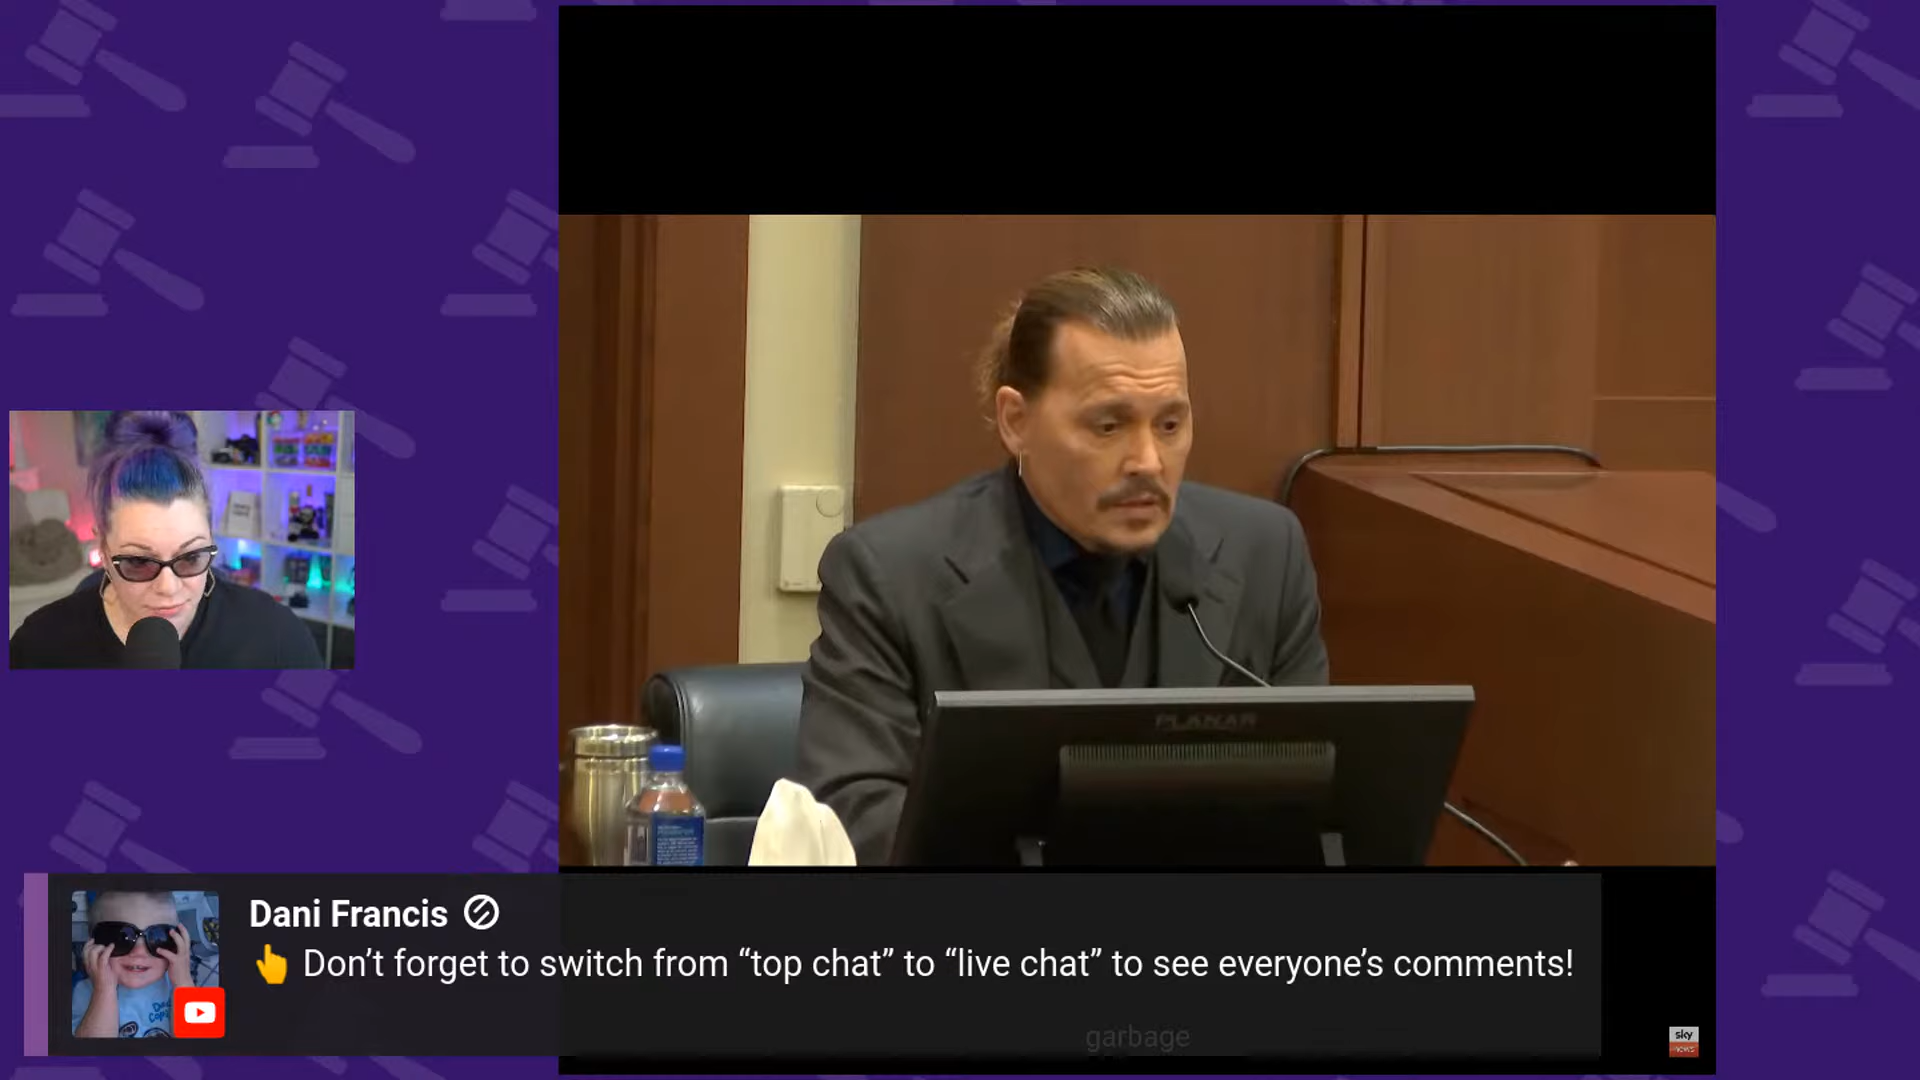 PLANAR
Dani Francis
Don’t forget to switch from “top chat” to “live chat” to see everyone’s comments!
garbage
sky
news